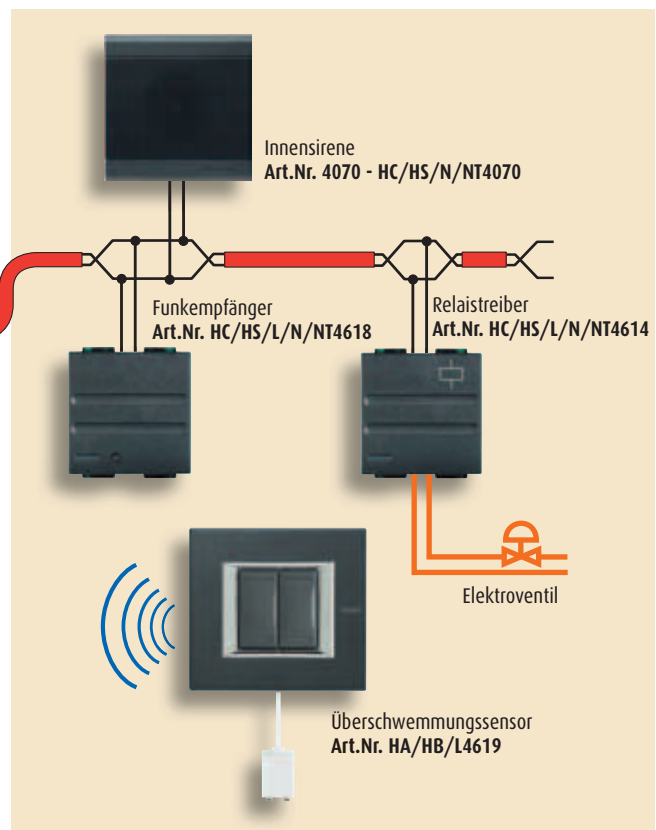 Innensirene
Art.Nr. 4070 - HC/HS/N/NT4070
Funkempfänger
Art.Nr. HC/HS/L/N/NT4618
Relaistreiber
Art.Nr. HC/HS/L/N/NT4614
Elektroventil
Überschwemmungssensor
Art.Nr. HA/HB/L4619